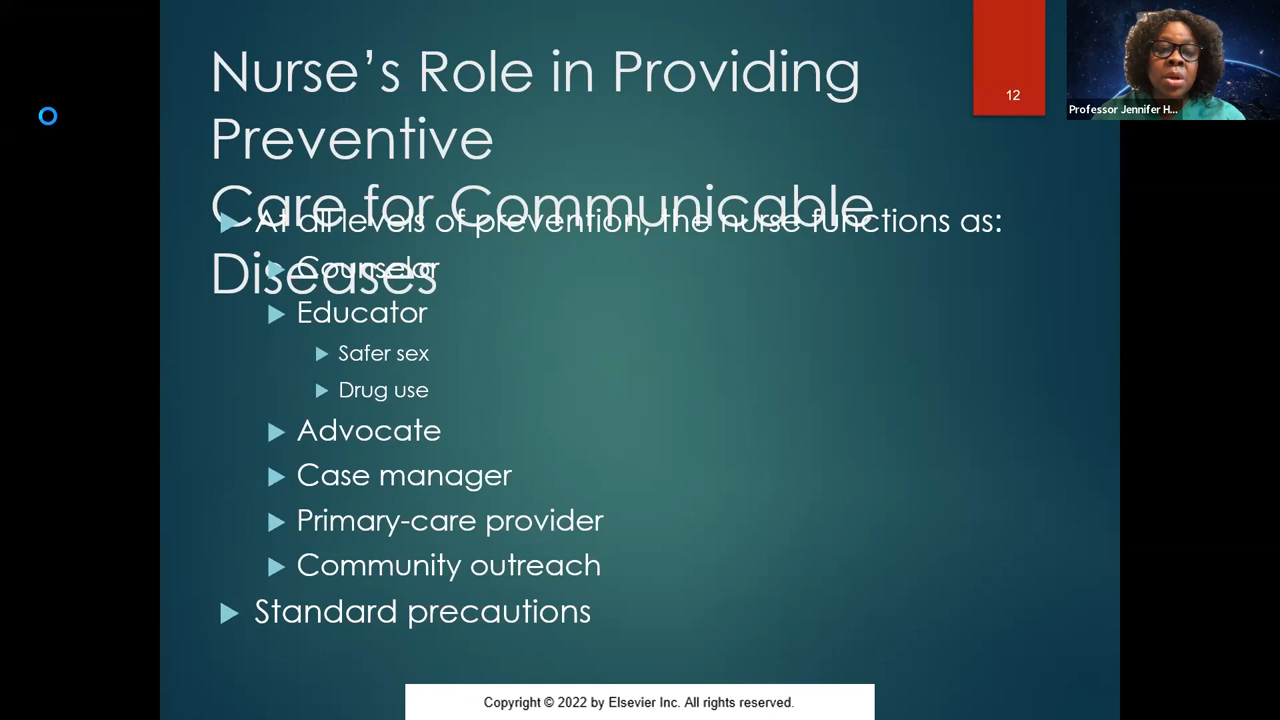 Nurse’s Role in Providing
Preventive
Care for Communicable
Diseases
12
Professor Jennifer H...
At all levels of prevention, the nurse functions as:
Counselor
Educator
Safer sex
Drug use
Advocate
Case manager
Primary-care provider
Community outreach
Standard precautions
Copyright © 2022 by Elsevier Inc. All rights reserved.